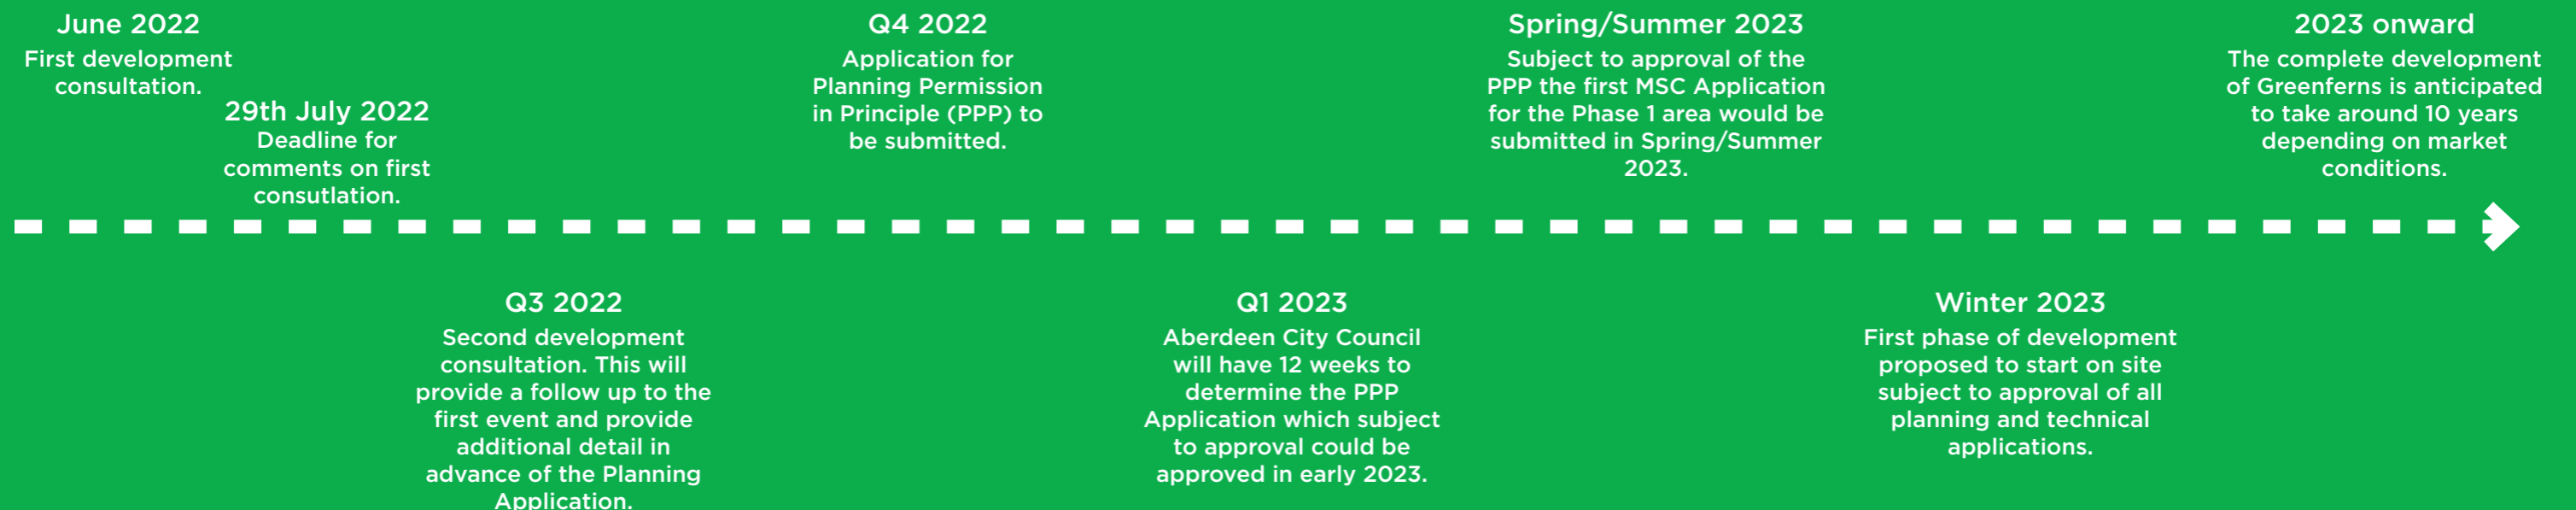 June 2022
First development
consultation.
29th July 2022
Deadline for
comments on first
consutlation.
Q3 2022
Second development
consultation. This will
provide a follow up to the
first event and provide
additional detail in
advance of the Planning
Application.
Q4 2022
Application for
Planning Permission
in Principle (PPP) to
be submitted.
Q1 2023
Aberdeen City Council
will have 12 weeks to
determine the PPP
Application which subject
to approval could be
approved in early 2023.
Spring/Summer 2023
Subject to approval of the
PPP the first MSC Application
for the Phase 1 area would be
submitted in Spring/Summer
2023.
Winter 2023
First phase of development
proposed to start on site
subject to approval of all
planning and technical
applications.
2023 onward
The complete development
of Greenferns is anticipated
to take around 10 years
depending on market
conditions.